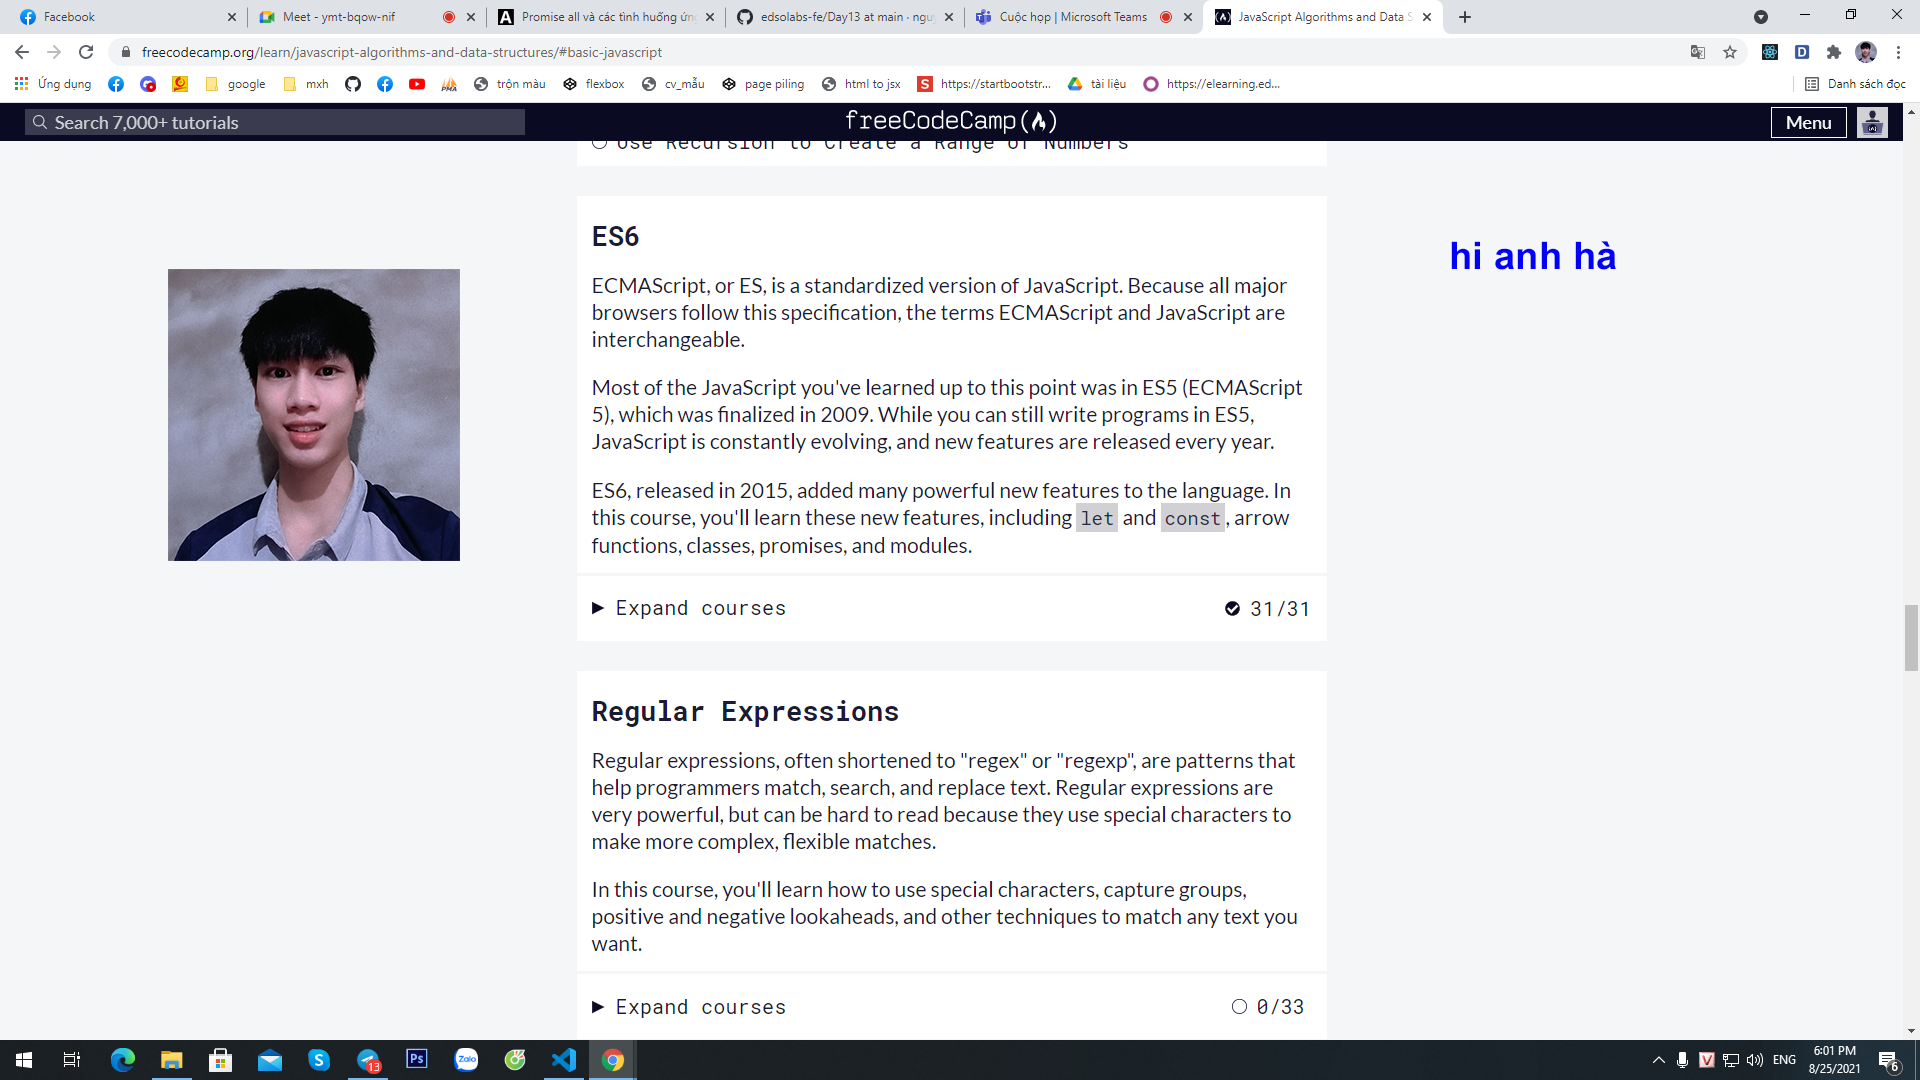 Facebook
Meet - ymt-bqow-nif
Promise all và các tình huống ứng
edsolabs-fe/Day13 at main · nguy
Cuộc họp | Microsoft Teams
JavaScript Algorithms and Data S
freecodecamp.org/learn/javascript-algorithms-and-data-structures/#basic-javascript
Ứng dụng
google
mxh
trộn màu
flexbox
cv_mẫu
page piling
html to jsx
https://startbootstr...
tài liệu
https://elearning.ed...
Danh sách đọc
Search 7,000+ tutorials
freeCodeCamp
Menu
Use Recursion to Create a Range of Numbers
ES6
hi anh hà
ECMAScript, or ES, is a standardized version of JavaScript. Because all major
browsers follow this specification, the terms ECMAScript and JavaScript are
interchangeable.
Most of the JavaScript you've learned up to this point was in ES5 (ECMAScript
5), which was finalized in 2009. While you can still write programs in ES5,
JavaScript is constantly evolving, and new features are released every year.
ES6, released in 2015, added many powerful new features to the language. In
this course, you'll learn these new features, including let and const, arrow
functions, classes, promises, and modules.
Expand courses 31/31
Regular Expressions
Regular expressions, often shortened to "regex" or "regexp", are patterns that
help programmers match, search, and replace text. Regular expressions are
very powerful, but can be hard to read because they use special characters to
make more complex, flexible matches.
In this course, you'll learn how to use special characters, capture groups,
positive and negative lookaheads, and other techniques to match any text you
want.
Expand courses 0/33
Ps
Zalo
13
ENG
6:01 PM
8/25/2021
6